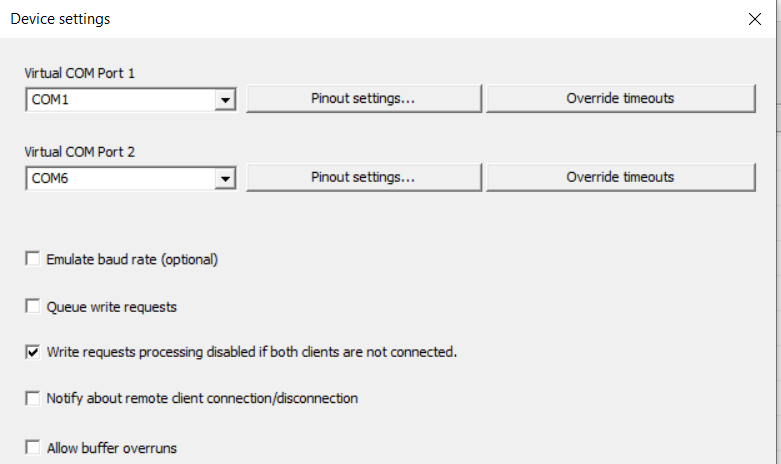 Device settings
Virtual COM Port 1
COM1 Pinout settings... Override timeouts
Virtual COM Port 2
COM6 Pinout settings... Override timeouts
Emulate baud rate (optional)
Queue write requests
Write requests processing disabled if both clients are not connected.
Notify about remote client connection/disconnection
Allow buffer overruns